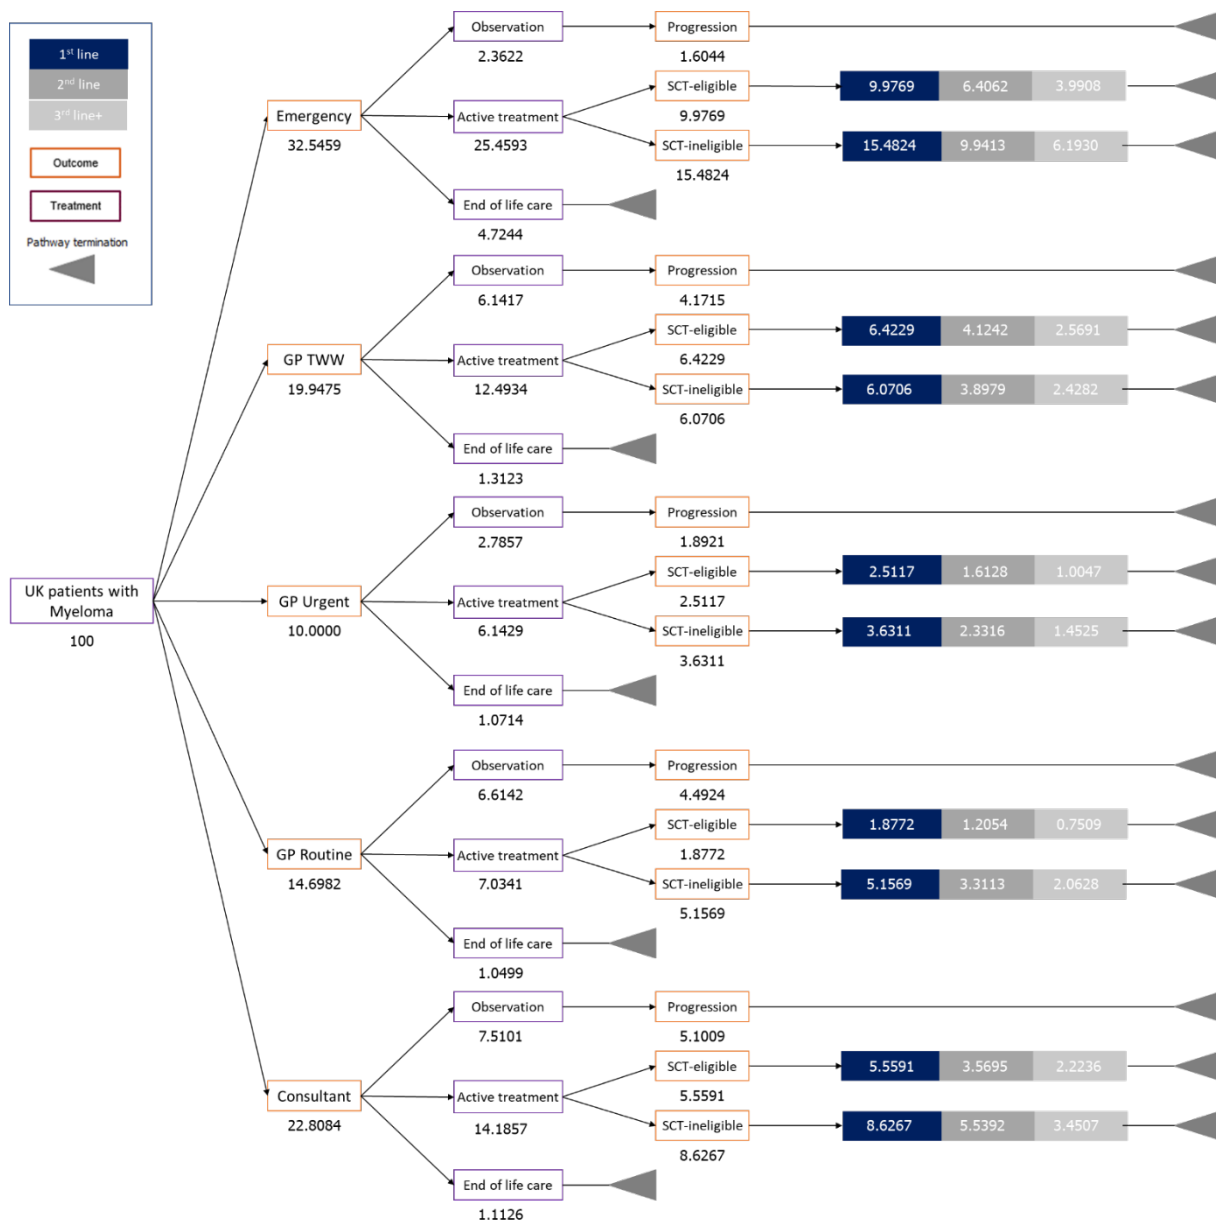 1st line
2nd line
3rd line+
Outcome
Treatment
Pathway termination
UK patients with
Myeloma
100
Emergency
32.5459
Observation
2.3622
Progression
1.6044
Active treatment
25.4593
SCT-eligible
9.9769
9.9769 6.4062 3.9908
SCT-ineligible
15.4824
15.4824 9.9413 6.1930
End of life care
4.7244
GP TWW
19.9475
Observation
6.1417
Progression
4.1715
Active treatment
12.4934
SCT-eligible
6.4229
6.4229 4.1242 2.5691
SCT-ineligible
6.0706
6.0706 3.8979 2.4282
End of life care
1.3123
GP Urgent
10.0000
Observation
2.7857
Progression
1.8921
Active treatment
6.1429
SCT-eligible
2.5117
2.5117 1.6128 1.0047
SCT-ineligible
3.6311
3.6311 2.3316 1.4525
End of life care
1.0714
GP Routine
14.6982
Observation
6.6142
Progression
4.4924
Active treatment
7.0341
SCT-eligible
1.8772
1.8772 1.2054 0.7509
SCT-ineligible
5.1569
5.1569 3.3113 2.0628
End of life care
1.0499
Consultant
22.8084
Observation
7.5101
Progression
5.1009
Active treatment
14.1857
SCT-eligible
5.5591
5.5591 3.5695 2.2236
SCT-ineligible
8.6267
8.6267 5.5392 3.4507
End of life care
1.1126